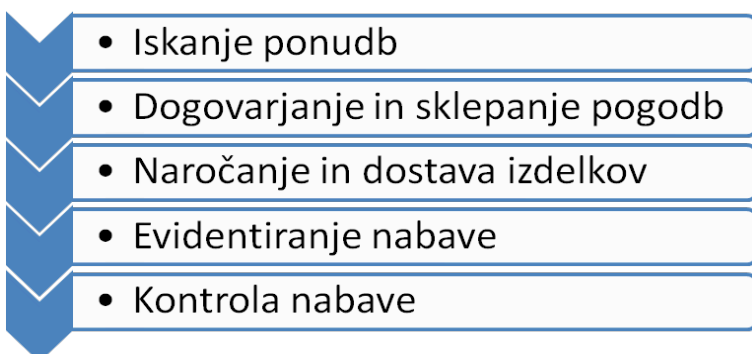 • Iskanje ponudb
• Dogovarjanje in sklepanje pogodb
• Naročanje in dostava izdelkov
• Evidentiranje nabave
• Kontrola nabave